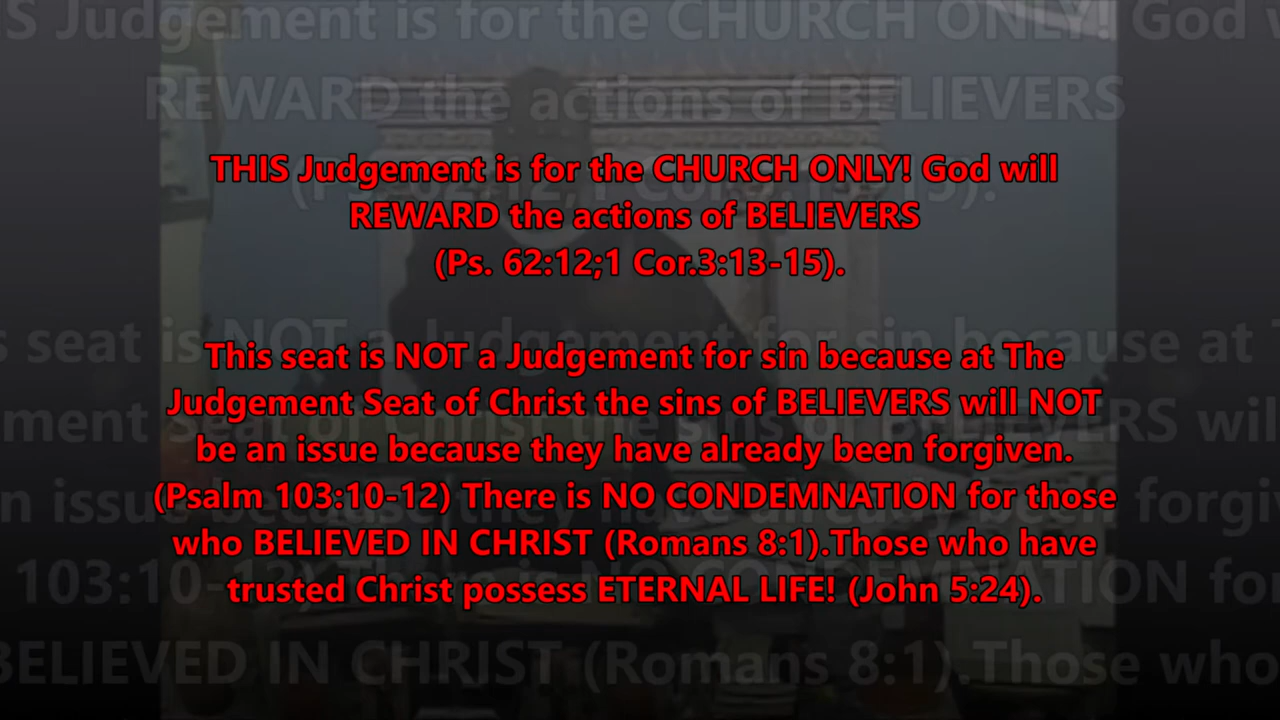 THIS Judgement is for the CHURCH ONLY! God will
REWARD the actions of BELIEVERS
(Ps. 62:12;1 Cor.3:13-15).
This seat is NOT a Judgement for sin because at The
Judgement Seat of Christ the sins of BELIEVERS will NOT
be an issue because they have already been forgiven.
(Psalm 103:10-12) There is NO CONDEMNATION for those
who BELIEVED IN CHRIST (Romans 8:1).Those who have
trusted Christ possess ETERNAL LIFE! (John 5:24).